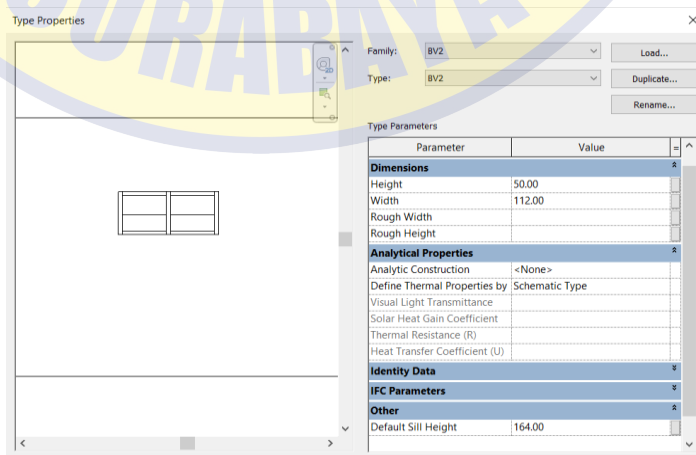 SURABAYA
Type Properties
Family: BV2 Load...
Type: BV2 Duplicate...
Rename...
Type Parameters
Parameter Value =
Dimensions
Height 50.00
Width 112.00
Rough Width
Rough Height
Analytical Properties
Analytic Construction <None>
Define Thermal Properties by Schematic Type
Visual Light Transmittance
Solar Heat Gain Coefficient
Thermal Resistance (R)
Heat Transfer Coefficient (U)
Identity Data
IFC Parameters
Other
Default Sill Height 164.00